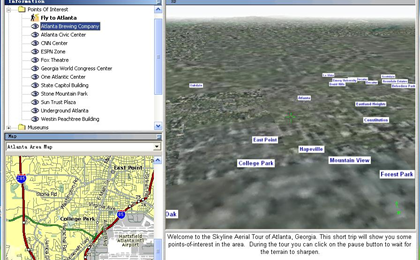 Information
Points Of Interest
Fly to Atlanta
Atlanta Brewing Company
Atlanta Civic Center
CNN Center
ESPN Zone
Fox Theatre
Georgia World Congress Center
One Atlantic Center
State Capitol Building
Stone Mountain Park
Sun Trust Plaza
Underground Atlanta
Westin Peachtree Building
Museums
Map
Atlanta Area Map
East Point
College Park
Hartsfield
Atlanta Int'l
Airport
Atlanta
Eastland Heights
Constitution
East Point
Hapeville
College Park
Mountain View
Forest Park
Oak
Welcome to the Skyline Aerial Tour of Atlanta, Georgia. This short trip will show you some
points-of-interest in the area. During the tour you can click on the pause button to wait for
the terrain to sharpen.